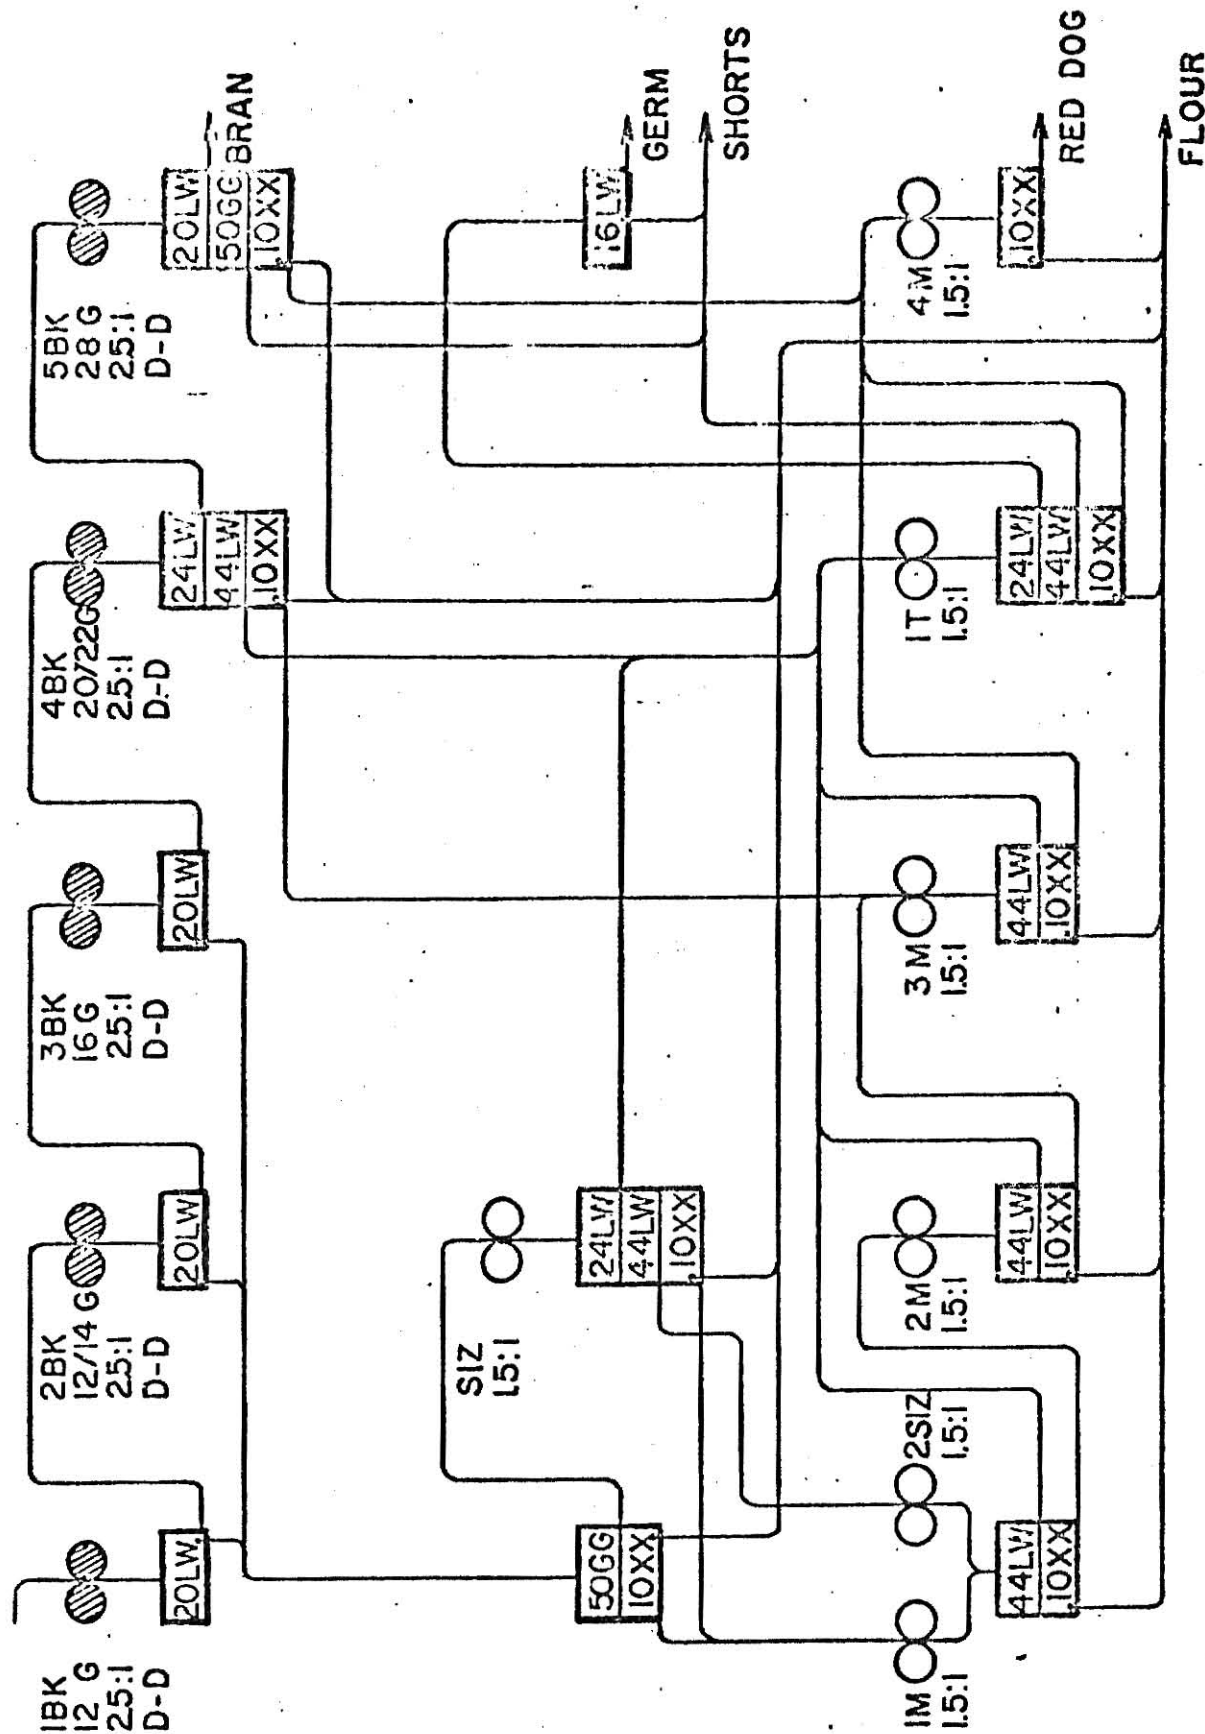 1BK
12 G
2.5:1
D-D
20LW.
2BK
12/14 G
2.5:1
D-D
20LW
3BK
16 G
2.5:1
D-D
20LW
4BK
20/22G
2.5:1
D-D
24LW
44LW
10XX
5BK
28 G
2.5:1
D-D
20LW
50GG
10XX
BRAN
50GG
10XX
SIZ
1.5:1
24LW
44LW
10XX
16LW
GERM
SHORTS
1M
1.5:1
2SIZ
1.5:1
44LW
10XX
2M
1.5:1
44LW
10XX
3M
1.5:1
44LW
10XX
1T
1.5:1
24LW
44LW
10XX
4M
1.5:1
10XX
RED DOG
FLOUR